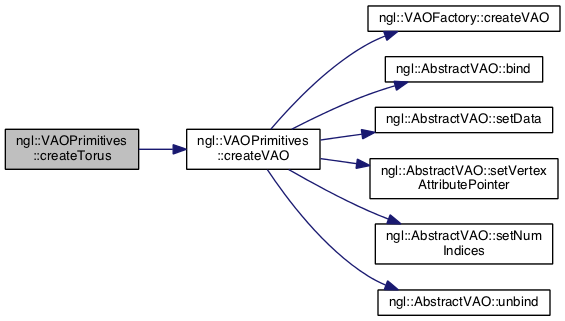 ngl::VAOPrimitives
::createTorus
ngl::VAOPrimitives
::createVAO
ngl::VAOFactory::createVAO
ngl::AbstractVAO::bind
ngl::AbstractVAO::setData
ngl::AbstractVAO::setVertex
AttributePointer
ngl::AbstractVAO::setNum
Indices
ngl::AbstractVAO::unbind